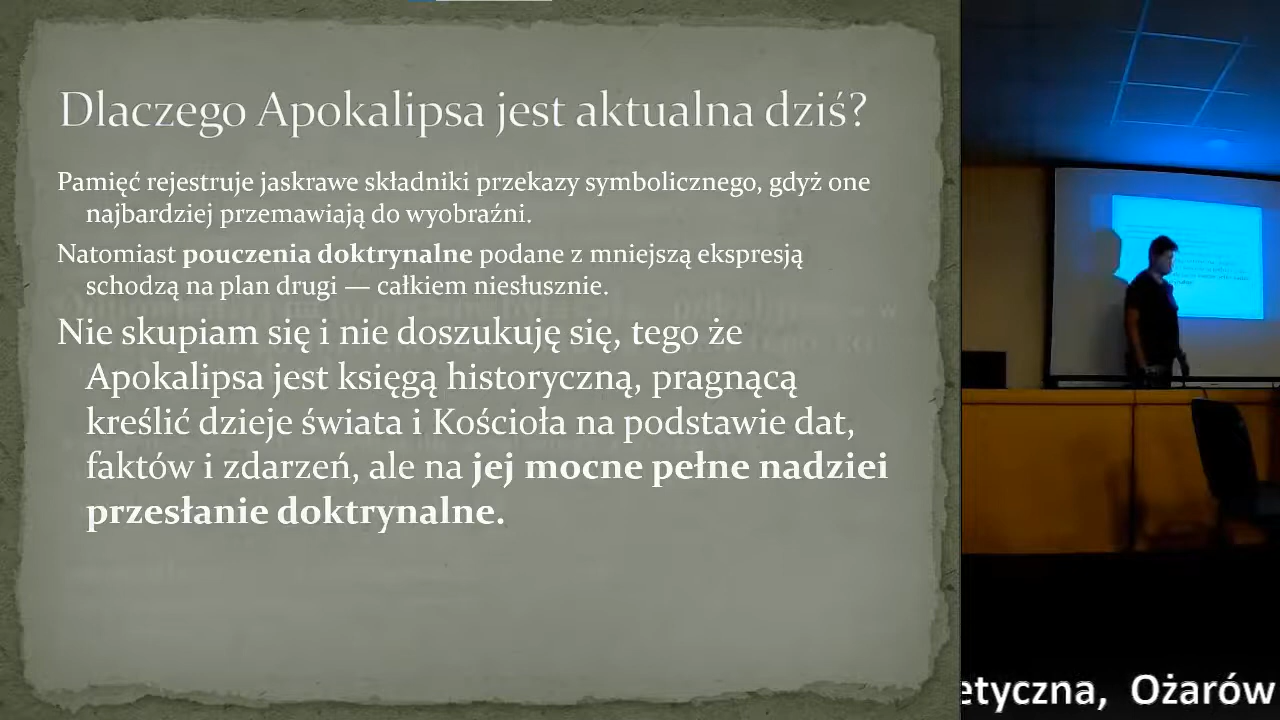 Dlaczego Apokalipsa jest aktualna dziś?
Pamięć rejestruje jaskrawe składniki przekazy symbolicznego, gdyż one
najbardziej przemawiają do wyobraźni.
Natomiast pouczenia doktrynalne podane z mniejszą ekspresją
schodzą na plan drugi — całkiem niesłusznie.
Nie skupiam się i nie doszukuję się, tego że
Apokalipsa jest księgą historyczną, pragnącą
kreślić dzieje świata i Kościoła na podstawie dat,
faktów i zdarzeń, ale na jej mocne pełne nadziei
przesłanie doktrynalne.
etyczna, Ożarów